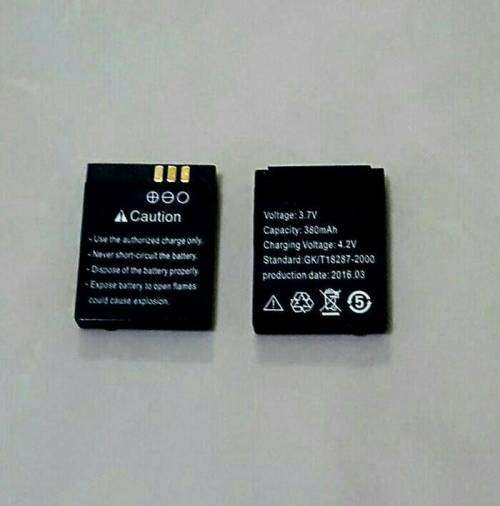 Caution
- Use the authorized charge only.
- Never short-circuit the battery.
- Dispose of the battery properly.
- Expose battery to open flames
could cause explosion.
Voltage: 3.7V
Capacity: 380mAh
Charging Voltage: 4.2V
Standard: GK/T18287-2000
production date: 2016.03
5